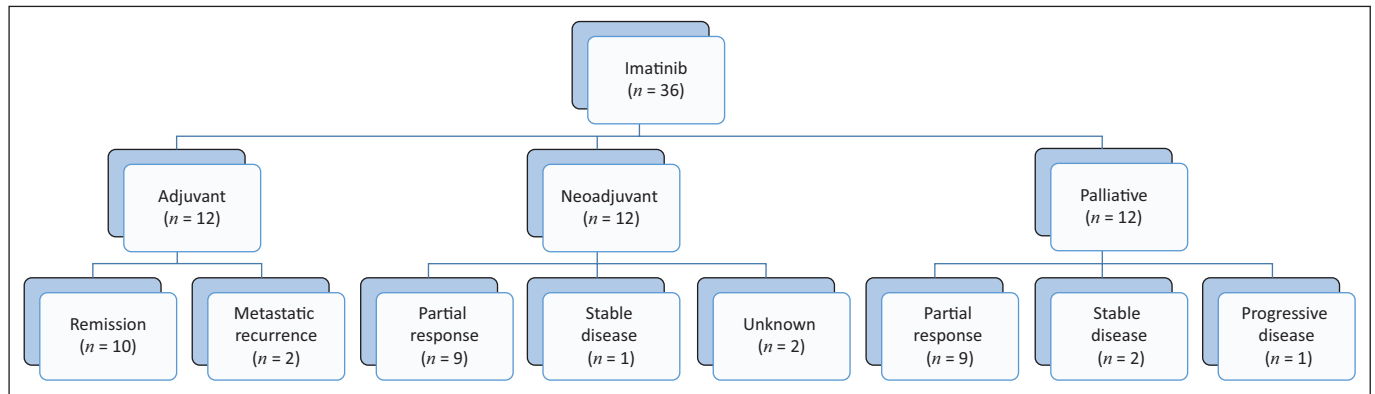 Imatinib
(n = 36)
Adjuvant
(n = 12)
Neoadjuvant
(n = 12)
Palliative
(n = 12)
Remission
(n = 10)
Metastatic
recurrence
(n = 2)
Partial
response
(n = 9)
Stable
disease
(n = 1)
Unknown
(n = 2)
Partial
response
(n = 9)
Stable
disease
(n = 2)
Progressive
disease
(n = 1)